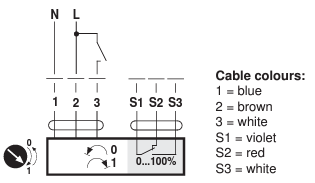 N L
1 2 3 S1 S2 S3
0
1
0
1
0...100%
Cable colours:
1 = blue
2 = brown
3 = white
S1 = violet
S2 = red
S3 = white